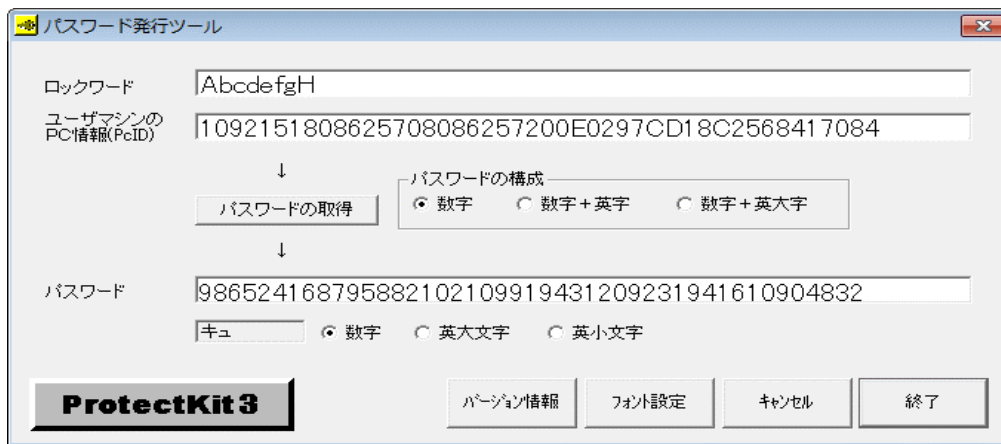 パスワード発行ツール
ロックワード
AbcdefgH
ユーザマシンの
PC情報(PcID)
109215180862570808625​7200E0297CD18C2568417084
↓
パスワードの取得
パスワードの構成
数字 数字+英字 数字+英大字
↓
パスワード
986524168795882102109919431209231941610904832
キュ 数字 英大文字 英小文字
ProtectKit3
バージョン情報 フォント設定 キャンセル 終了